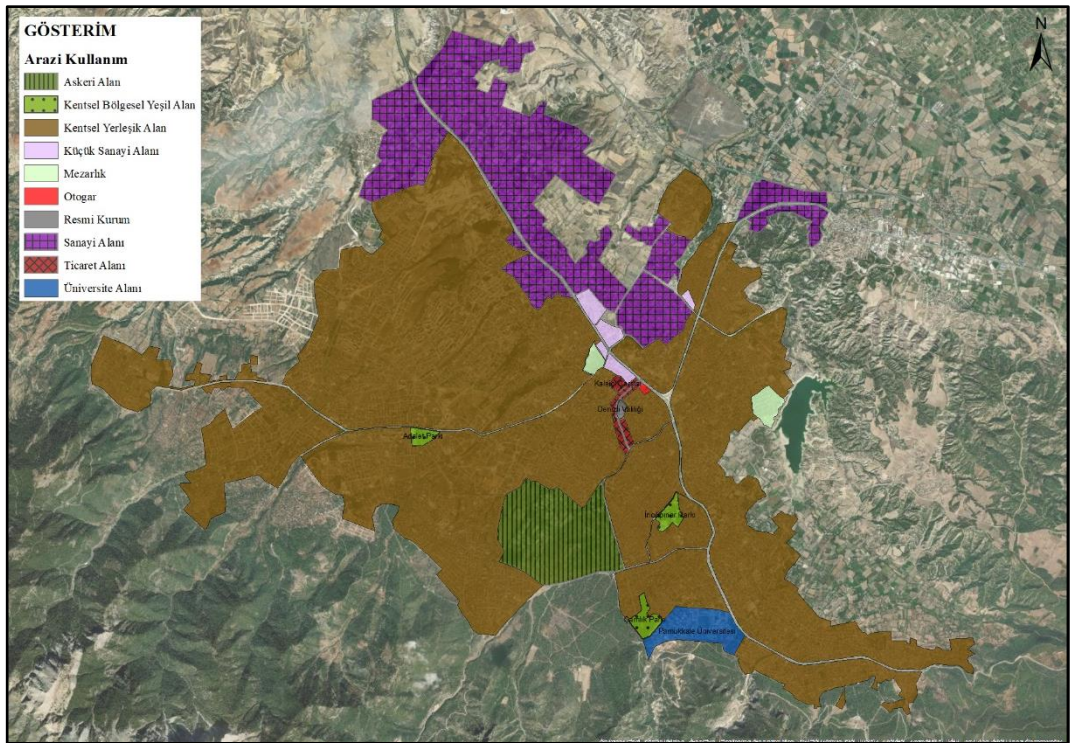 GÖSTERİM
Arazi Kullanım
Askeri Alan
Kentsel Bölgesel Yeşil Alan
Kentsel Yerleşik Alan
Küçük Sanayi Alanı
Mezarlık
Otogar
Resmi Kurum
Sanayi Alanı
Ticaret Alanı
Üniversite Alanı
N
Denizli Valiliği
Adalet Parkı
İncilipınar Parkı
Çamlık Parkı
Pamukkale Üniversitesi